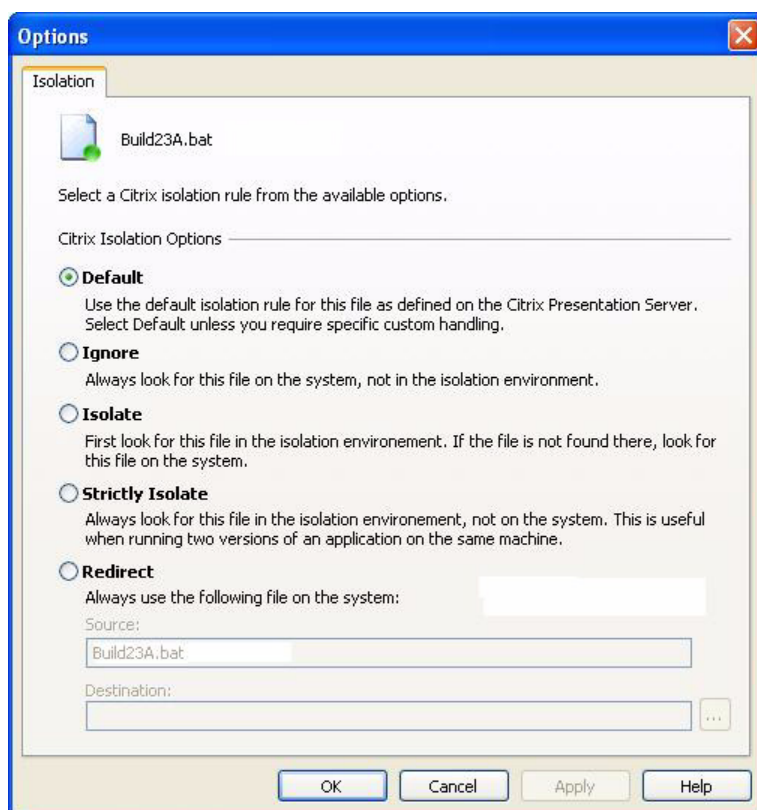 Options
Isolation
Build23A.bat
Select a Citrix isolation rule from the available options.
Citrix Isolation Options
Default
Use the default isolation rule for this file as defined on the Citrix Presentation Server.
Select Default unless you require specific custom handling.
Ignore
Always look for this file on the system, not in the isolation environment.
Isolate
First look for this file in the isolation environement. If the file is not found there, look for
this file on the system.
Strictly Isolate
Always look for this file in the isolation environement, not on the system. This is useful
when running two versions of an application on the same machine.
Redirect
Always use the following file on the system:
Source:
Build23A.bat
Destination:
...
OK Cancel Apply Help